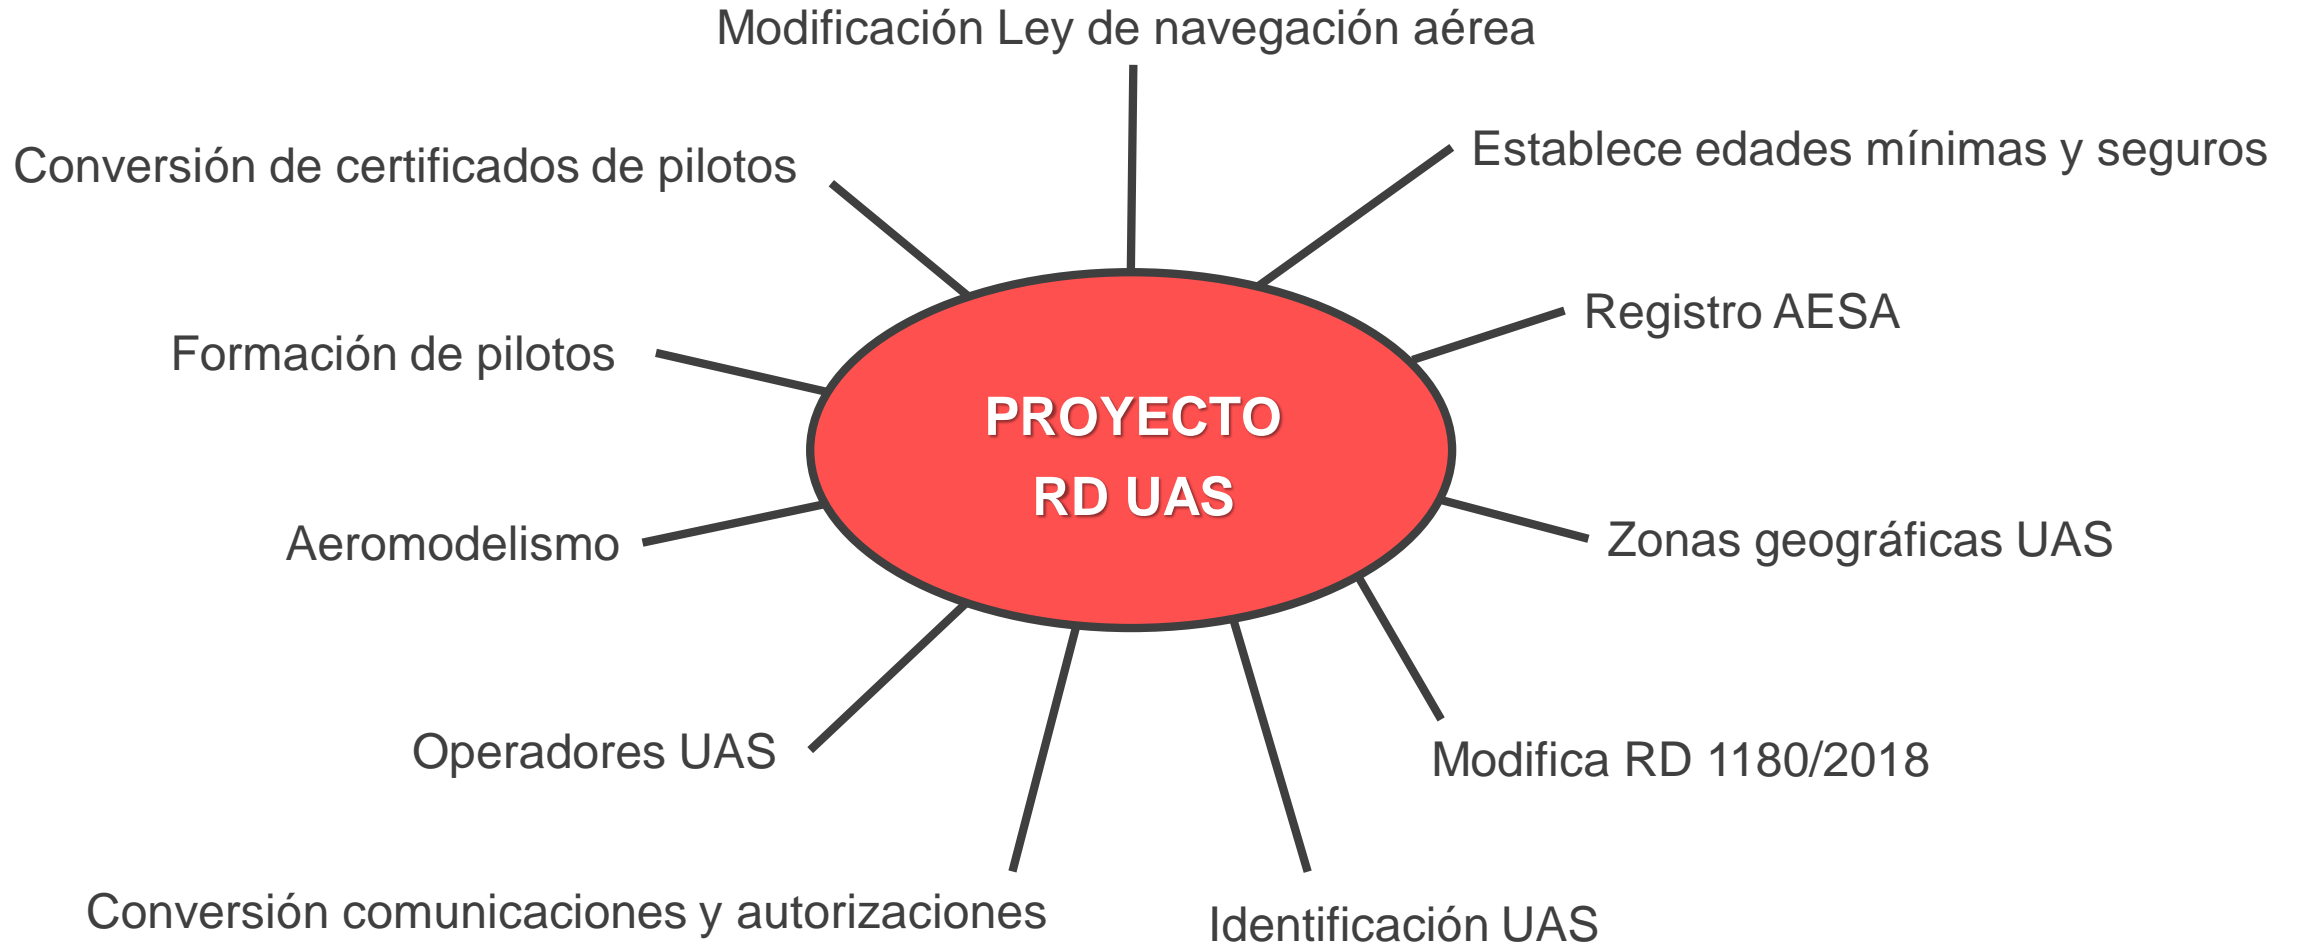 Modificación Ley de navegación aérea
Conversión de certificados de pilotos
Establece edades mínimas y seguros
Registro AESA
Formación de pilotos
PROYECTO
RD UAS
Aeromodelismo
Zonas geográficas UAS
Operadores UAS
Modifica RD 1180/2018
Conversión comunicaciones y autorizaciones
Identificación UAS